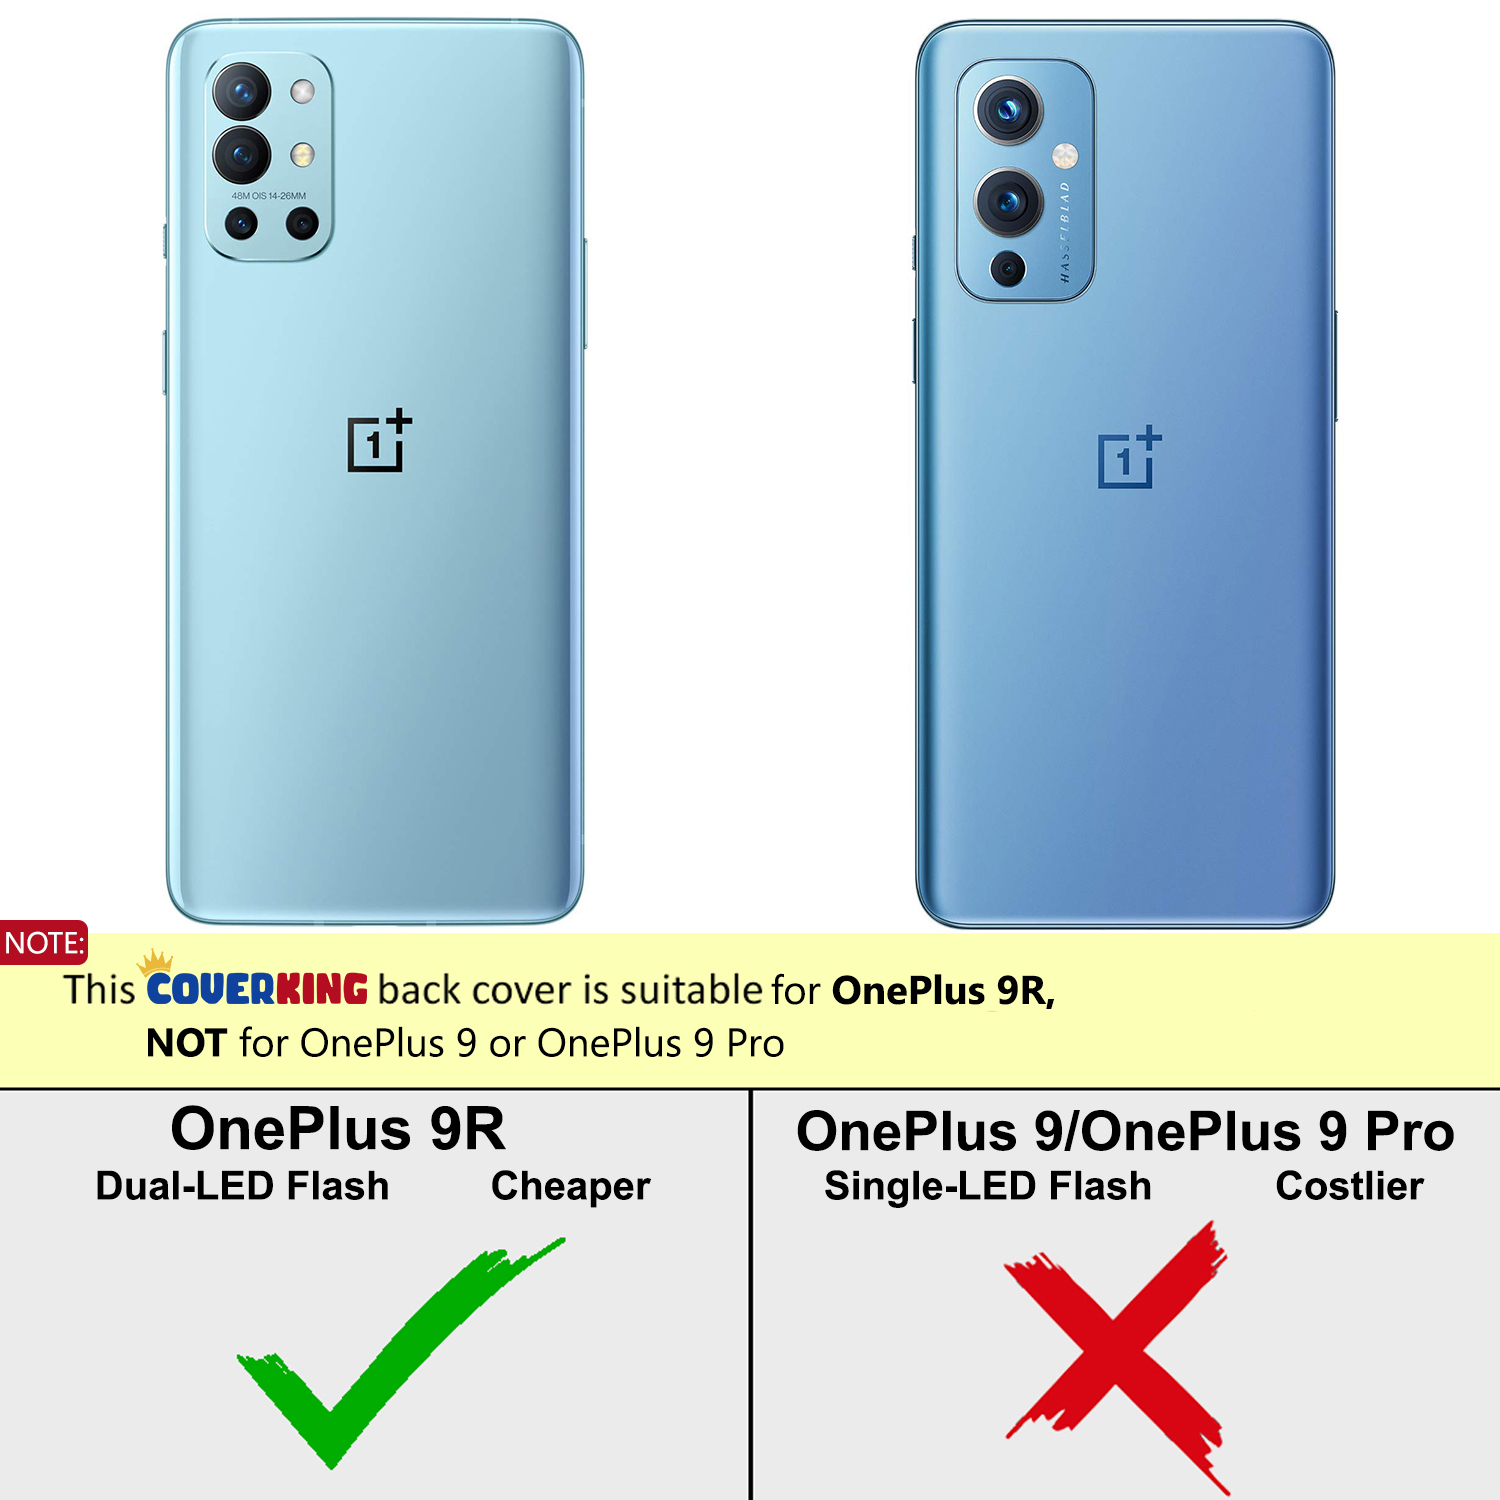 48M OIS 14-26MM
1+
HASSELBLAD
1+
NOTE:
This COVERKING back cover is suitable for OnePlus 9R,
NOT for OnePlus 9 or OnePlus 9 Pro
OnePlus 9R
Dual-LED Flash Cheaper
OnePlus 9/OnePlus 9 Pro
Single-LED Flash Costlier